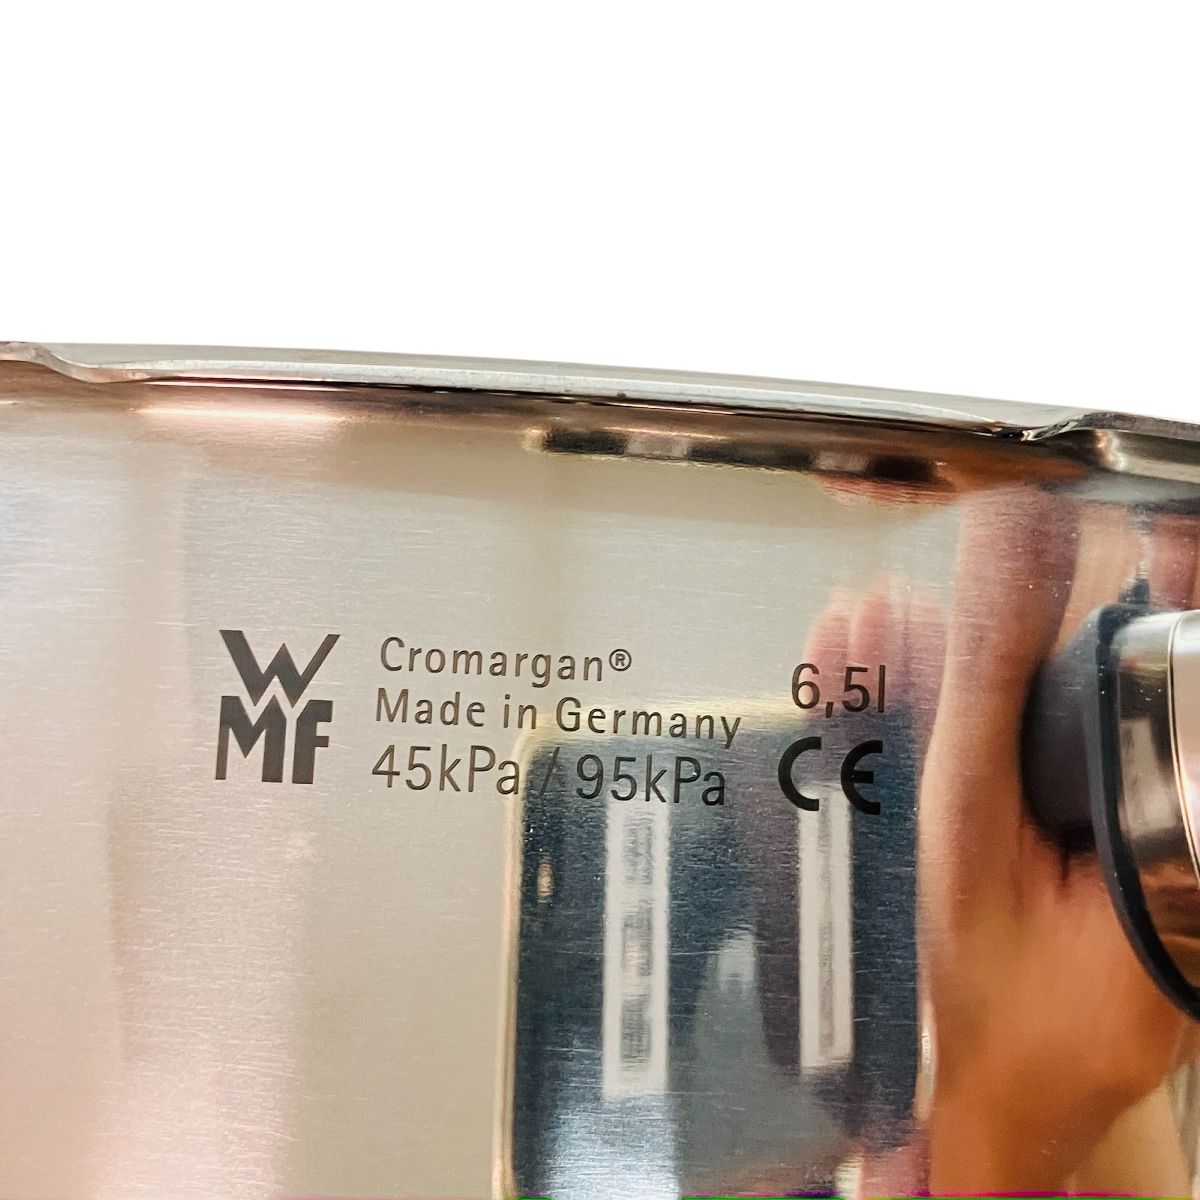 WMF
Cromargan®
Made in Germany
45kPa / 95kPa
6,5l
CE